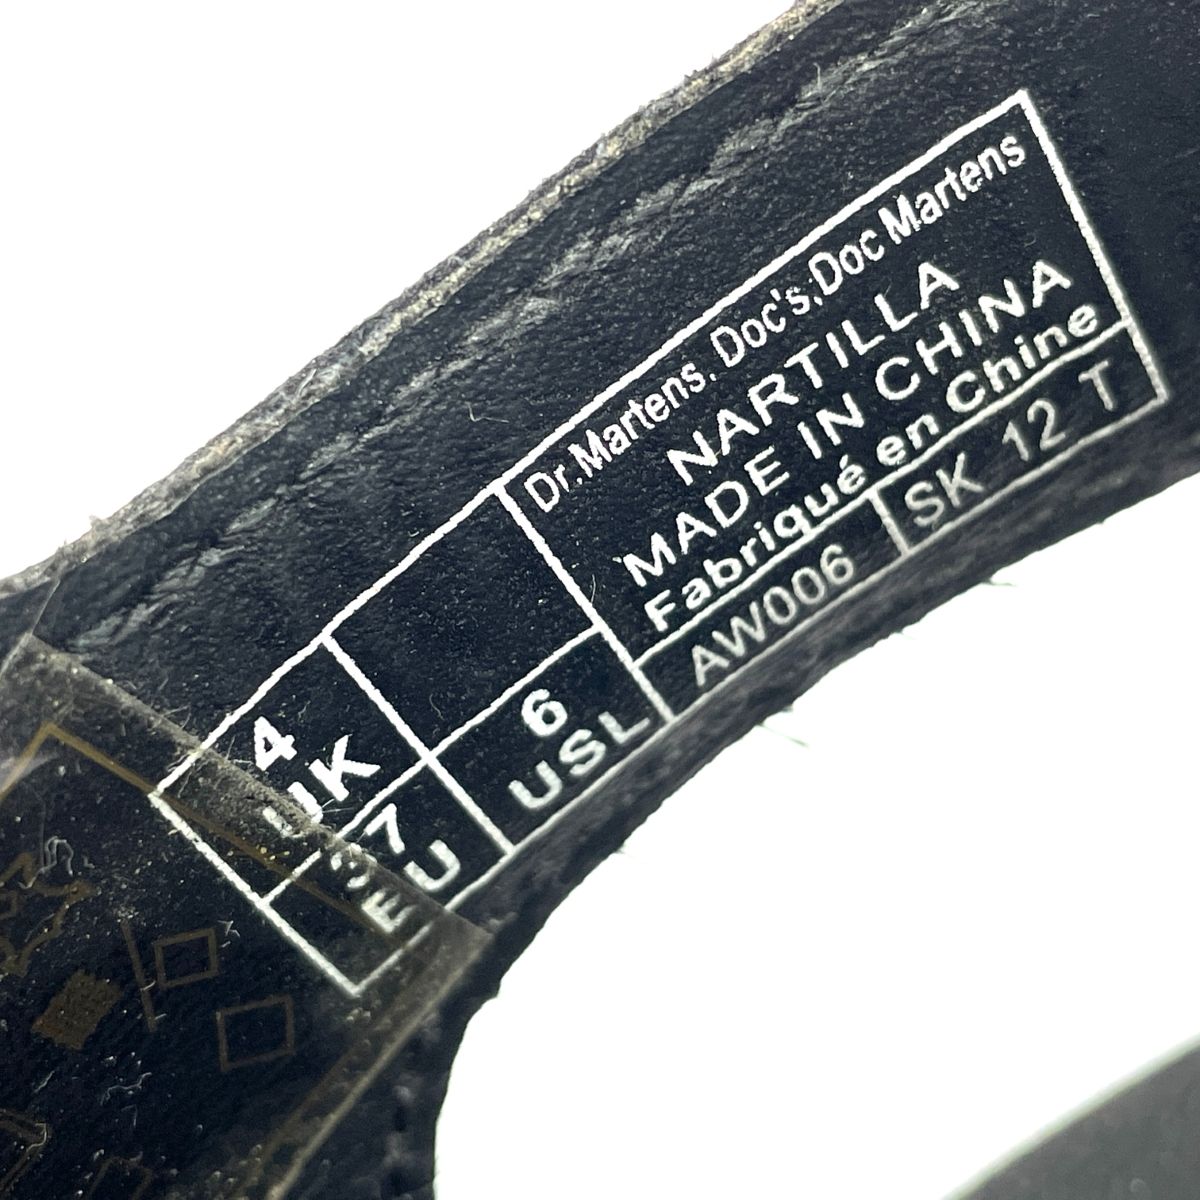 Dr.Martens. Doc's;Doc Martens
NARTILLA
MADE IN CHINA
Fabriqué en Chine
AW006 SK 12 T
4
UK
37
EU
6
USL